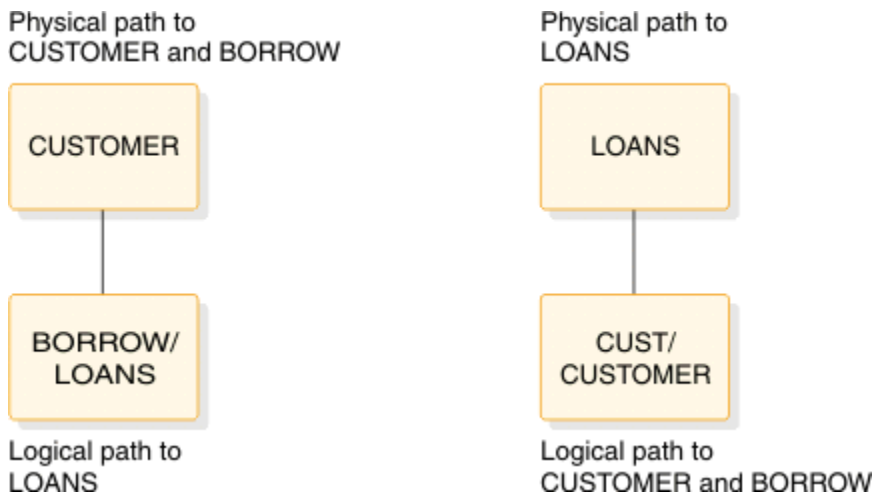 Physical path to
CUSTOMER and BORROW
CUSTOMER
BORROW/
LOANS
Logical path to
LOANS
Physical path to
LOANS
LOANS
CUST/
CUSTOMER
Logical path to
CUSTOMER and BORROW